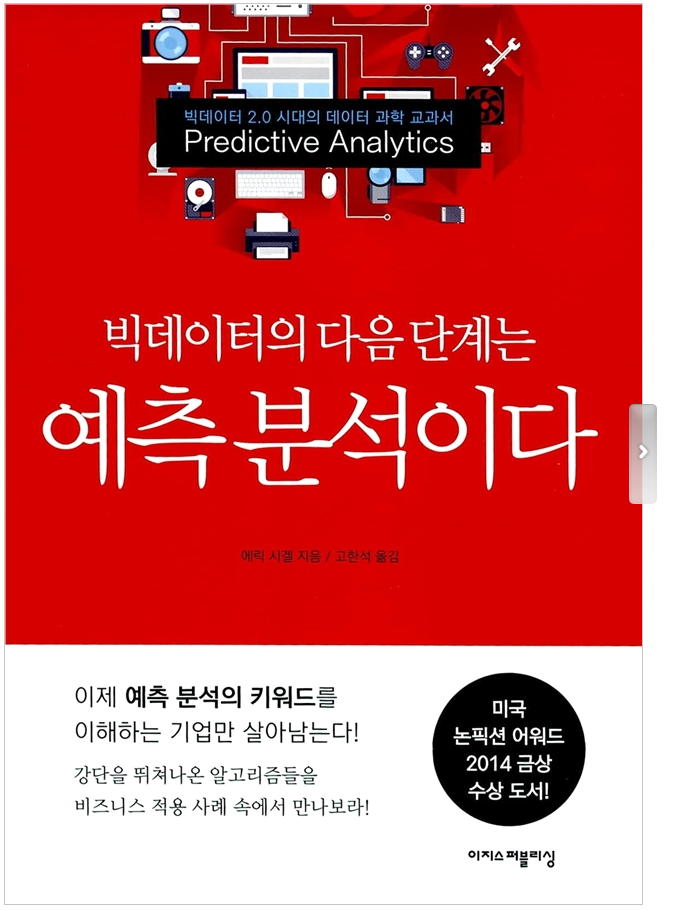 빅데이터 2.0 시대의 데이터 과학 교과서
Predictive Analytics
빅데이터의 다음 단계는
예측 분석이다
에릭 시겔 지음 / 고한석 옮김
이제 예측 분석의 키워드를
이해하는 기업만 살아남는다!
강단을 뛰쳐나온 알고리즘들을
비즈니스 적용 사례 속에서 만나보라!
미국
논픽션 어워드
2014 금상
수상 도서!
이지스퍼블리싱